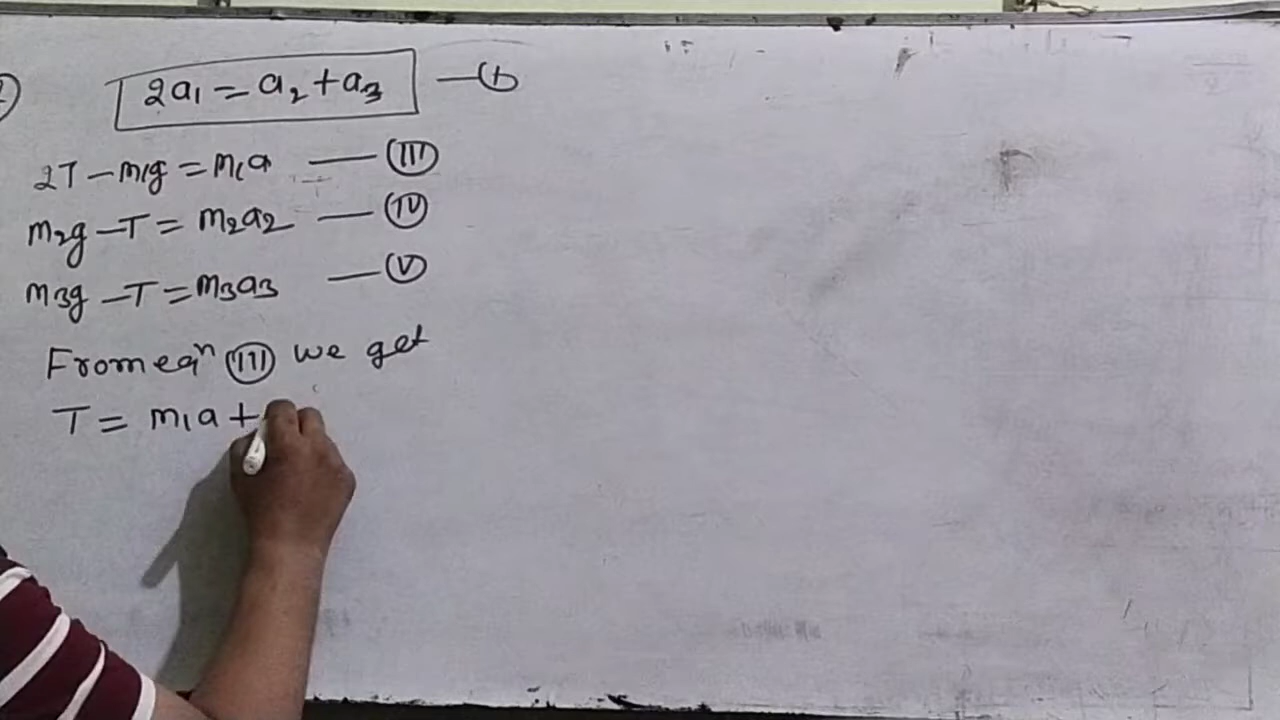 2a₁ = a₂ + a₃
2T – m₁g = m₁a — (III)
m₂g – T = m₂a₂ — (IV)
m₃g – T = m₃a₃ — (V)
From eqⁿ (III) we get
T = m₁a +